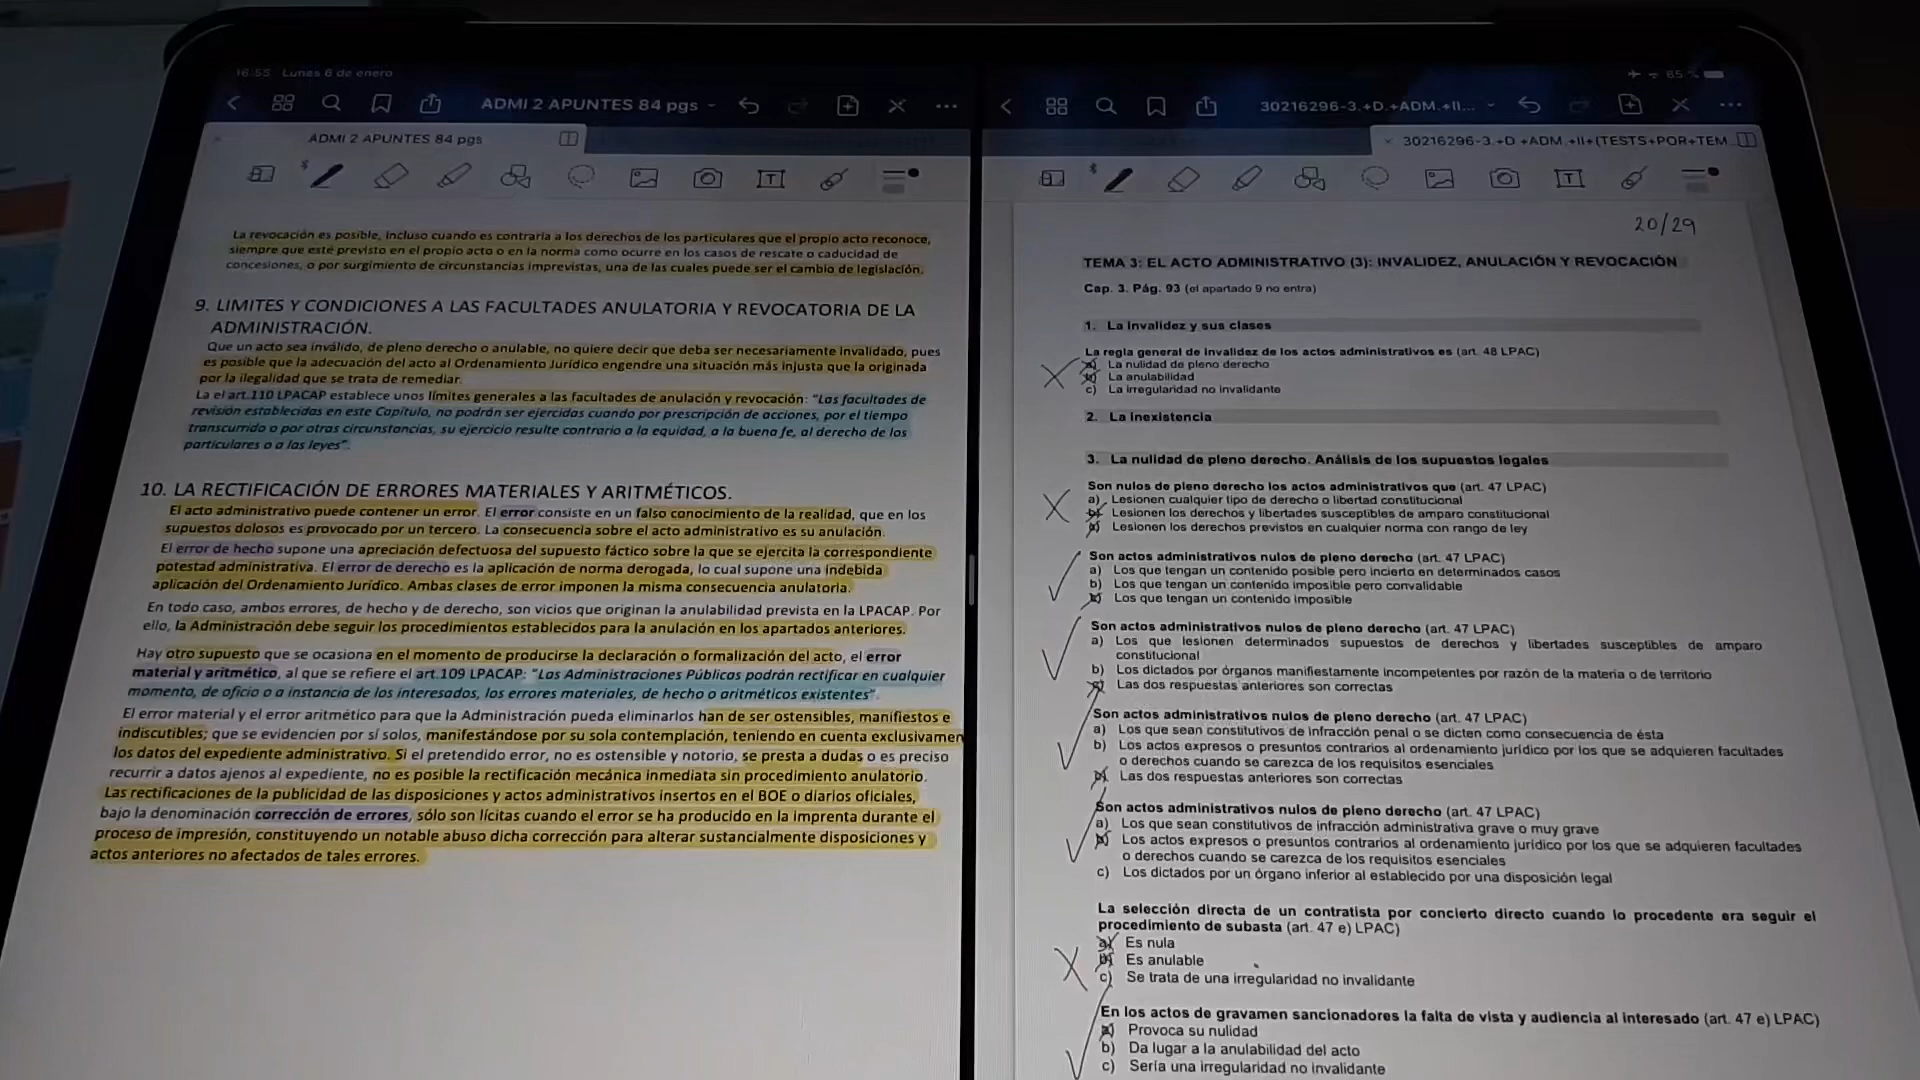 16:55 Lunes 6 de enero
65 %
ADMI 2 APUNTES 84 pgs
ADMI 2 APUNTES 84 pgs
La revocación es posible, incluso cuando es contraria a los derechos de los particulares que el propio acto reconoce,
siempre que esté previsto en el propio acto o en la norma como ocurre en los casos de rescate o caducidad de
concesiones, o por surgimiento de circunstancias imprevistas, una de las cuales puede ser el cambio de legislación.
9. LIMITES Y CONDICIONES A LAS FACULTADES ANULATORIA Y REVOCATORIA DE LA
ADMINISTRACIÓN.
Que un acto sea inválido, de pleno derecho o anulable, no quiere decir que deba ser necesariamente invalidado, pues
es posible que la adecuación del acto al Ordenamiento Jurídico engendre una situación más injusta que la originada
por la ilegalidad que se trata de remediar.
La el art.110 LPACAP establece unos límites generales a las facultades de anulación y revocación: "Las facultades de
revisión establecidas en este Capítulo, no podrán ser ejercidas cuando por prescripción de acciones, por el tiempo
transcurrido o por otras circunstancias, su ejercicio resulte contrario a la equidad, a la buena fe, al derecho de los
particulares o a las leyes".
10. LA RECTIFICACIÓN DE ERRORES MATERIALES Y ARITMÉTICOS.
El acto administrativo puede contener un error. El error consiste en un falso conocimiento de la realidad, que en los
supuestos dolosos es provocado por un tercero. La consecuencia sobre el acto administrativo es su anulación.
El error de hecho supone una apreciación defectuosa del supuesto fáctico sobre la que se ejercita la correspondiente
potestad administrativa. El error de derecho es la aplicación de norma derogada, lo cual supone una indebida
aplicación del Ordenamiento Jurídico. Ambas clases de error imponen la misma consecuencia anulatoria.
En todo caso, ambos errores, de hecho y de derecho, son vicios que originan la anulabilidad prevista en la LPACAP. Por
ello, la Administración debe seguir los procedimientos establecidos para la anulación en los apartados anteriores.
Hay otro supuesto que se ocasiona en el momento de producirse la declaración o formalización del acto, el error
material y aritmético, al que se refiere el art.109 LPACAP: "Las Administraciones Públicas podrán rectificar en cualquier
momento, de oficio o a instancia de los interesados, los errores materiales, de hecho o aritméticos existentes".
El error material y el error aritmético para que la Administración pueda eliminarlos han de ser ostensibles, manifiestos e
indiscutibles; que se evidencien por sí solos, manifestándose por su sola contemplación, teniendo en cuenta exclusivamen
los datos del expediente administrativo. Si el pretendido error, no es ostensible y notorio, se presta a dudas o es preciso
recurrir a datos ajenos al expediente, no es posible la rectificación mecánica inmediata sin procedimiento anulatorio.
Las rectificaciones de la publicidad de las disposiciones y actos administrativos insertos en el BOE o diarios oficiales,
bajo la denominación corrección de errores, sólo son lícitas cuando el error se ha producido en la imprenta durante el
proceso de impresión, constituyendo un notable abuso dicha corrección para alterar sustancialmente disposiciones y
actos anteriores no afectados de tales errores.
30216296-3.+D.+ADM.+II...
30216296-3.+D.+ADM.+II+(TESTS+POR+TEM...
20/29
TEMA 3: EL ACTO ADMINISTRATIVO (3): INVALIDEZ, ANULACIÓN Y REVOCACIÓN
Cap. 3. Pág. 93 (el apartado 9 no entra)
1. La invalidez y sus clases
La regla general de invalidez de los actos administrativos es (art. 48 LPAC)
a) La nulidad de pleno derecho
b) La anulabilidad
c) La irregularidad no invalidante
2. La inexistencia
3. La nulidad de pleno derecho. Análisis de los supuestos legales
Son nulos de pleno derecho los actos administrativos que (art. 47 LPAC)
a) Lesionen cualquier tipo de derecho o libertad constitucional
b) Lesionen los derechos y libertades susceptibles de amparo constitucional
c) Lesionen los derechos previstos en cualquier norma con rango de ley
Son actos administrativos nulos de pleno derecho (art. 47 LPAC)
a) Los que tengan un contenido posible pero incierto en determinados casos
b) Los que tengan un contenido imposible pero convalidable
c) Los que tengan un contenido imposible
Son actos administrativos nulos de pleno derecho (art. 47 LPAC)
a) Los que lesionen determinados supuestos de derechos y libertades susceptibles de amparo
constitucional
b) Los dictados por órganos manifiestamente incompetentes por razón de la materia o de territorio
c) Las dos respuestas anteriores son correctas
Son actos administrativos nulos de pleno derecho (art. 47 LPAC)
a) Los que sean constitutivos de infracción penal o se dicten como consecuencia de ésta
b) Los actos expresos o presuntos contrarios al ordenamiento jurídico por los que se adquieren facultades
o derechos cuando se carezca de los requisitos esenciales
c) Las dos respuestas anteriores son correctas
Son actos administrativos nulos de pleno derecho (art. 47 LPAC)
a) Los que sean constitutivos de infracción administrativa grave o muy grave
b) Los actos expresos o presuntos contrarios al ordenamiento jurídico por los que se adquieren facultades
o derechos cuando se carezca de los requisitos esenciales
c) Los dictados por un órgano inferior al establecido por una disposición legal
La selección directa de un contratista por concierto directo cuando lo procedente era seguir el
procedimiento de subasta (art. 47 e) LPAC)
a) Es nula
b) Es anulable
c) Se trata de una irregularidad no invalidante
En los actos de gravamen sancionadores la falta de vista y audiencia al interesado (art. 47 e) LPAC)
a) Provoca su nulidad
b) Da lugar a la anulabilidad del acto
c) Sería una irregularidad no invalidante